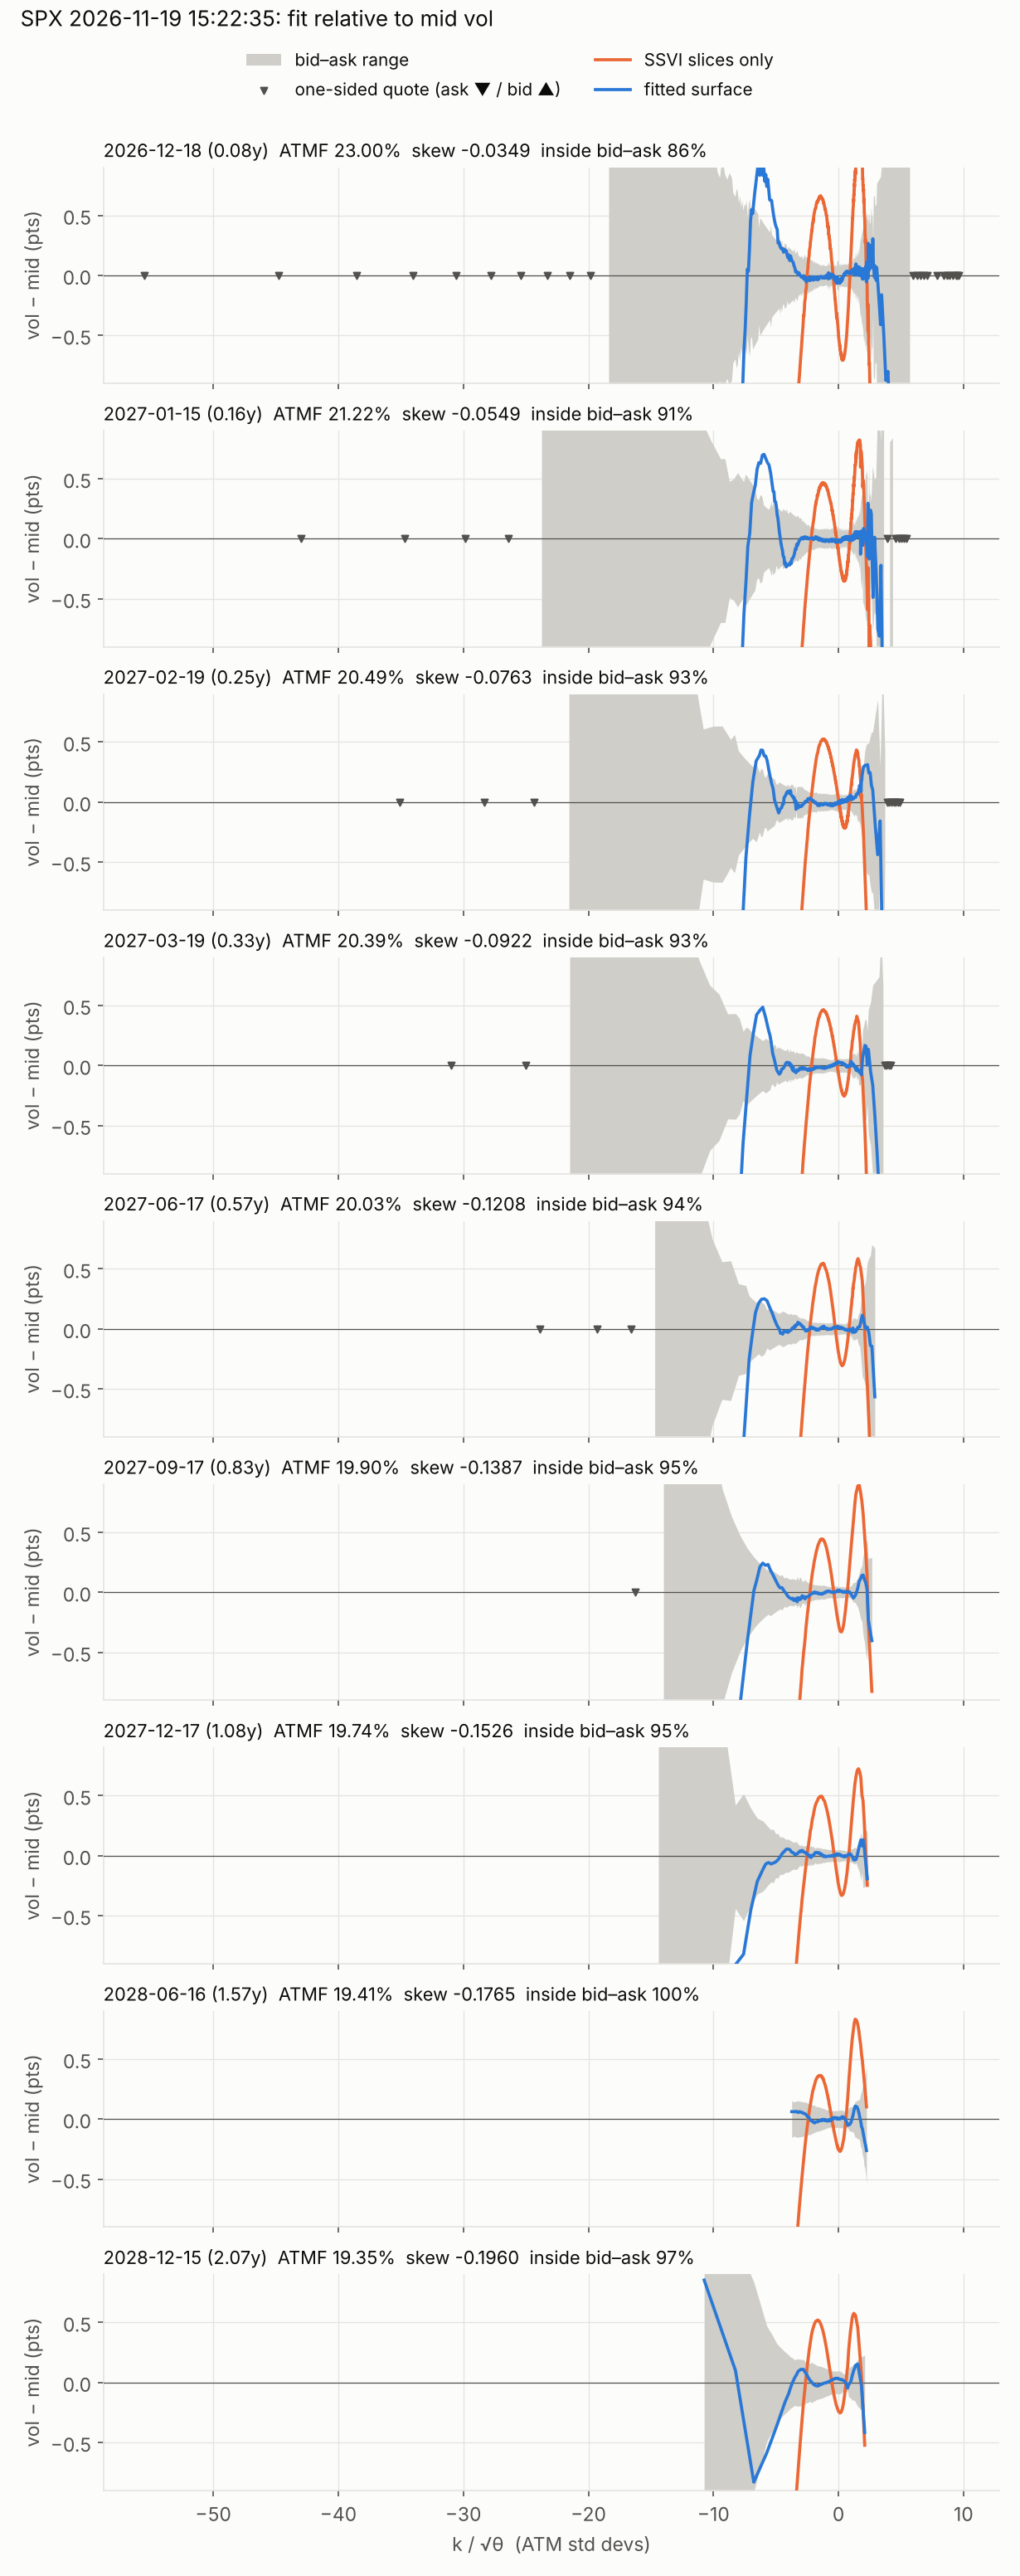 SPX 2026-11-19 15:22:35: fit relative to mid vol
bid–ask range
SSVI slices only
one-sided quote (ask ▼ / bid ▲)
fitted surface
2026-12-18 (0.08y)  ATMF 23.00%  skew -0.0349  inside bid–ask 86%
vol − mid (pts)
0.5
0.0
−0.5
2027-01-15 (0.16y)  ATMF 21.22%  skew -0.0549  inside bid–ask 91%
vol − mid (pts)
0.5
0.0
−0.5
2027-02-19 (0.25y)  ATMF 20.49%  skew -0.0763  inside bid–ask 93%
vol − mid (pts)
0.5
0.0
−0.5
2027-03-19 (0.33y)  ATMF 20.39%  skew -0.0922  inside bid–ask 93%
vol − mid (pts)
0.5
0.0
−0.5
2027-06-17 (0.57y)  ATMF 20.03%  skew -0.1208  inside bid–ask 94%
vol − mid (pts)
0.5
0.0
−0.5
2027-09-17 (0.83y)  ATMF 19.90%  skew -0.1387  inside bid–ask 95%
vol − mid (pts)
0.5
0.0
−0.5
2027-12-17 (1.08y)  ATMF 19.74%  skew -0.1526  inside bid–ask 95%
vol − mid (pts)
0.5
0.0
−0.5
2028-06-16 (1.57y)  ATMF 19.41%  skew -0.1765  inside bid–ask 100%
vol − mid (pts)
0.5
0.0
−0.5
2028-12-15 (2.07y)  ATMF 19.35%  skew -0.1960  inside bid–ask 97%
vol − mid (pts)
0.5
0.0
−0.5
−50 −40 −30 −20 −10 0 10
k / √θ  (ATM std devs)